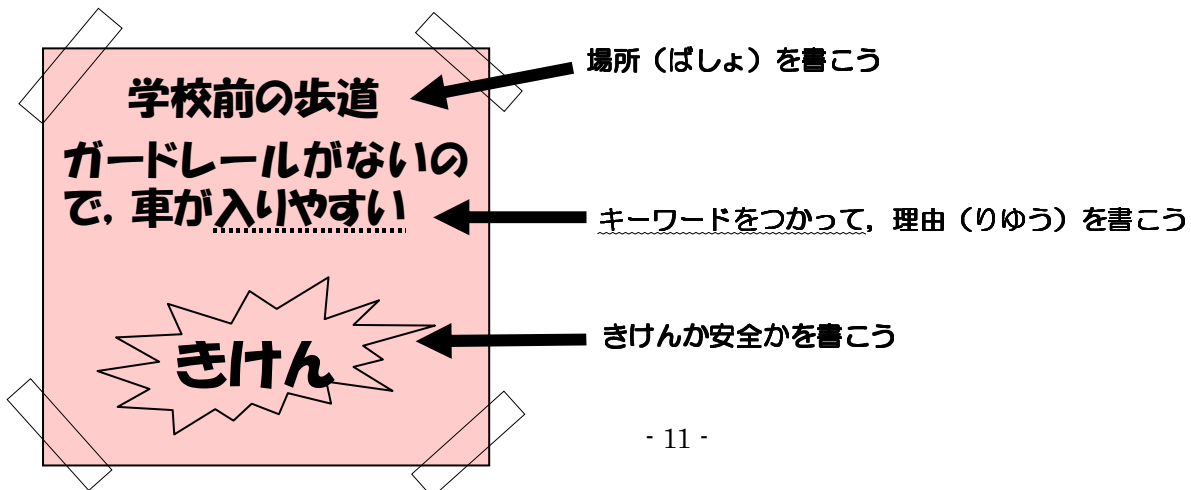 場所（ばしょ）を書こう
学校前の歩道
ガードレールがないの
で，車が入りやすい
キーワードをつかって，理由（りゆう）を書こう
きけんか安全かを書こう
きけん
- 11 -